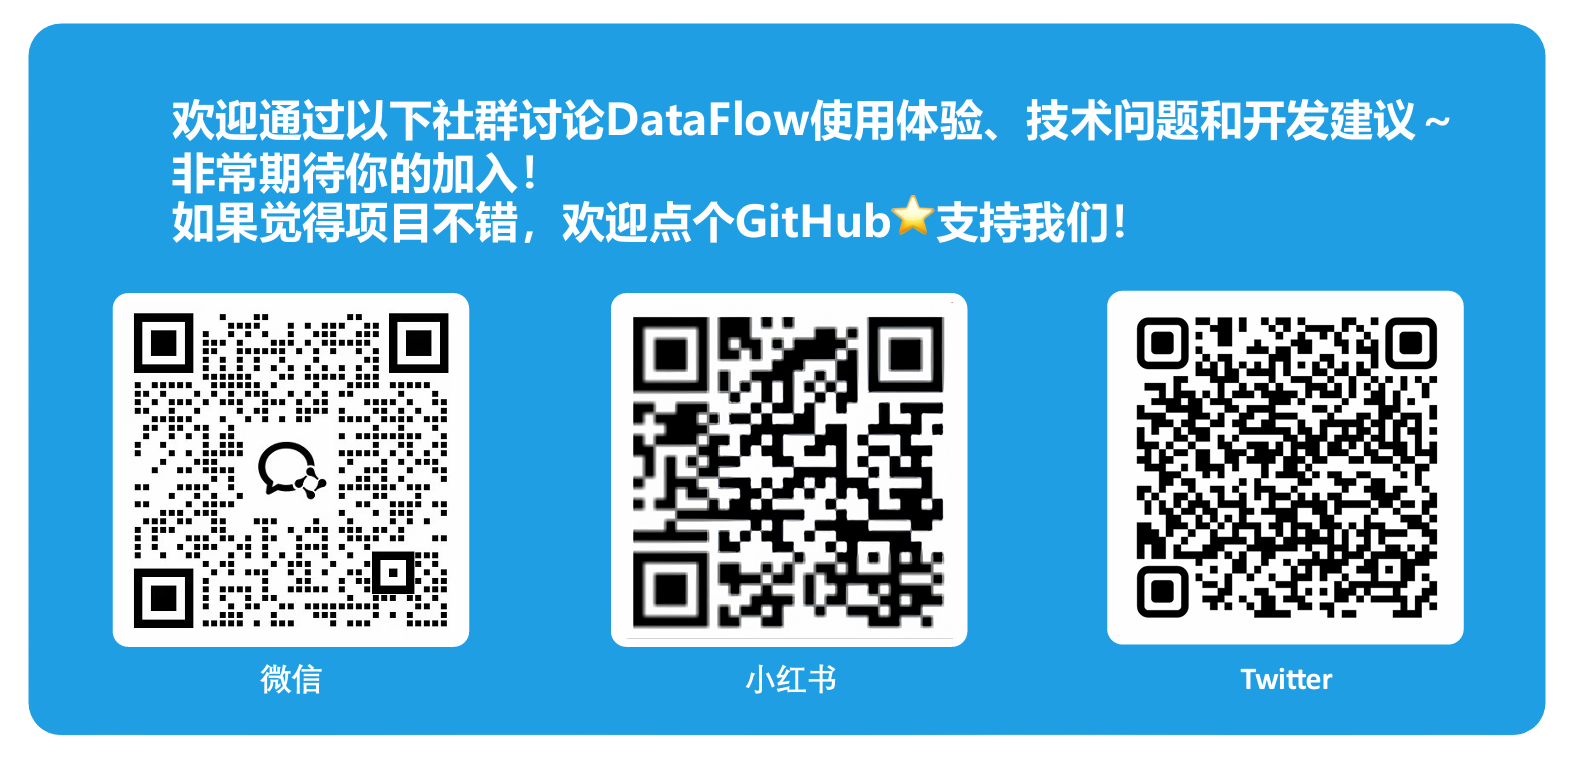 欢迎通过以下社群讨论DataFlow使用体验、技术问题和开发建议～
非常期待你的加入！
如果觉得项目不错，欢迎点个GitHub⭐支持我们！
微信
小红书
Twitter